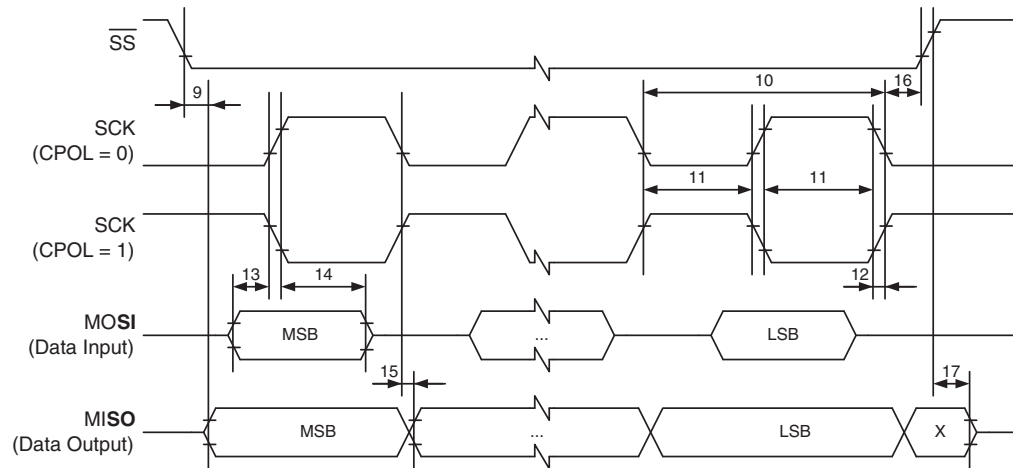 SS
9
10
16
SCK
(CPOL = 0)
11
11
SCK
(CPOL = 1)
13
14
12
MOSI
(Data Input)
MSB
...
LSB
15
17
MISO
(Data Output)
MSB
...
LSB
X